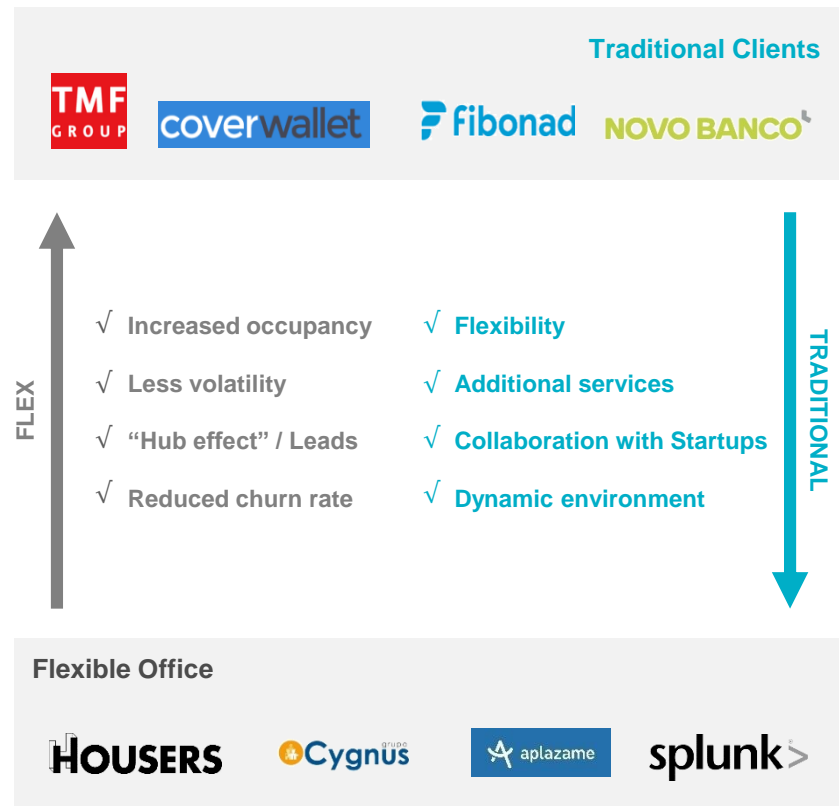 Traditional Clients
TMF
GROUP
coverwallet
Fibonad
NOVO BANCO
FLEX
√ Increased occupancy
√ Less volatility
√ “Hub effect” / Leads
√ Reduced churn rate
√ Flexibility
√ Additional services
√ Collaboration with Startups
√ Dynamic environment
TRADITIONAL
Flexible Office
HOUSERS
grupo
Cygnus
aplazame
splunk>